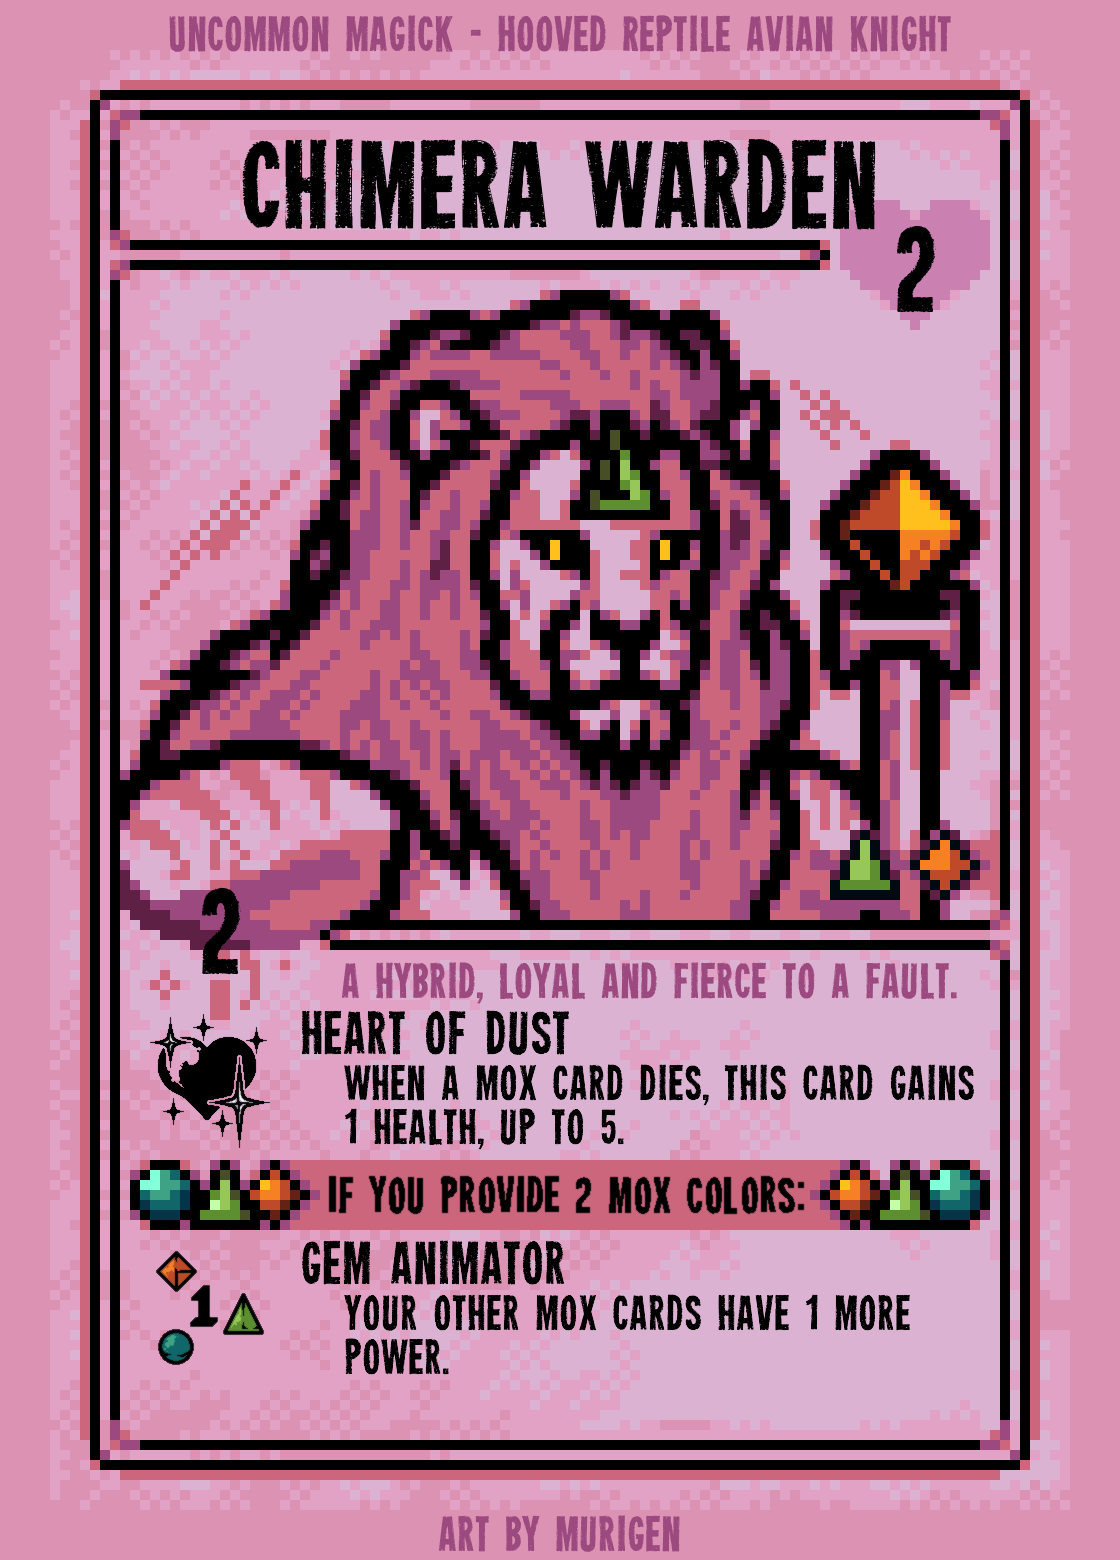 UNCOMMON MAGICK - HOOVED REPTILE AVIAN KNIGHT
CHIMERA WARDEN
2
2
A HYBRID, LOYAL AND FIERCE TO A FAULT.
HEART OF DUST
WHEN A MOX CARD DIES, THIS CARD GAINS
1 HEALTH, UP TO 5.
IF YOU PROVIDE 2 MOX COLORS:
GEM ANIMATOR
1
YOUR OTHER MOX CARDS HAVE 1 MORE
POWER.
ART BY MURIGEN